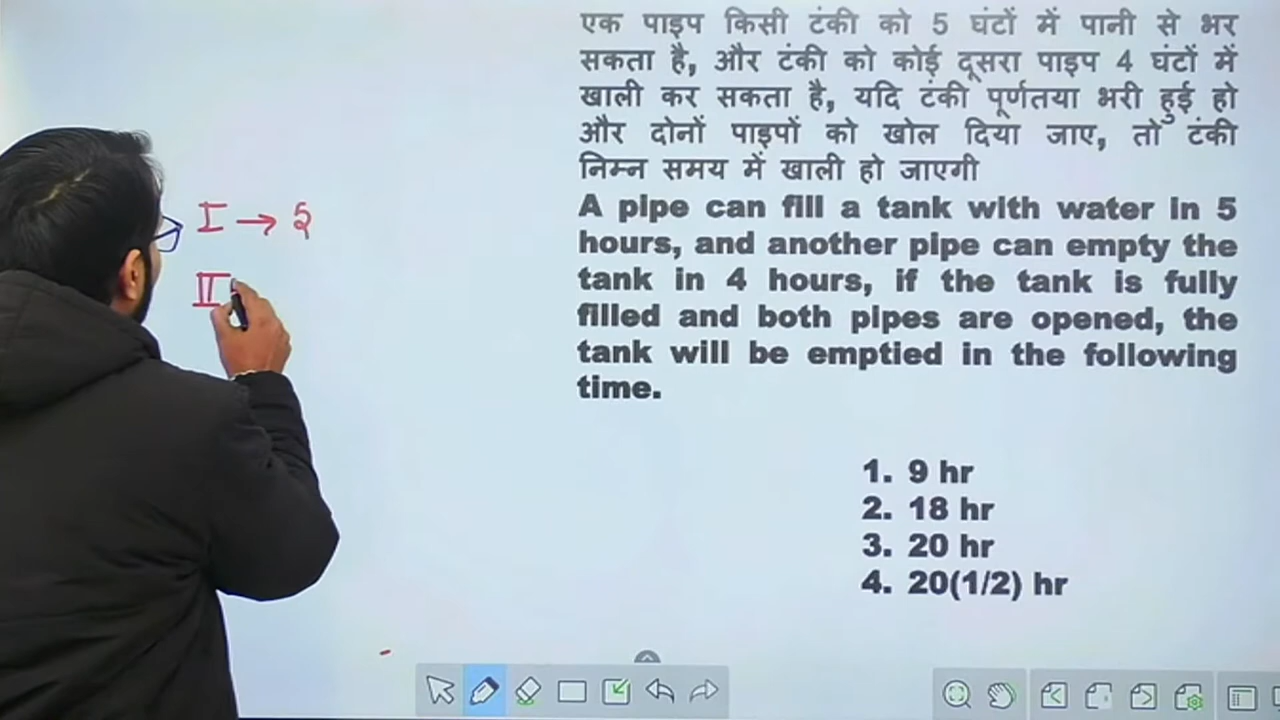 एक पाइप किसी टंकी को 5 घंटों में पानी से भर
सकता है, और टंकी को कोई दूसरा पाइप 4 घंटों में
खाली कर सकता है, यदि टंकी पूर्णतया भरी हुई हो
और दोनों पाइपों को खोल दिया जाए, तो टंकी
निम्न समय में खाली हो जाएगी
A pipe can fill a tank with water in 5
hours, and another pipe can empty the
tank in 4 hours, if the tank is fully
filled and both pipes are opened, the
tank will be emptied in the following
time.
I → 5
II
1. 9 hr
2. 18 hr
3. 20 hr
4. 20(1/2) hr